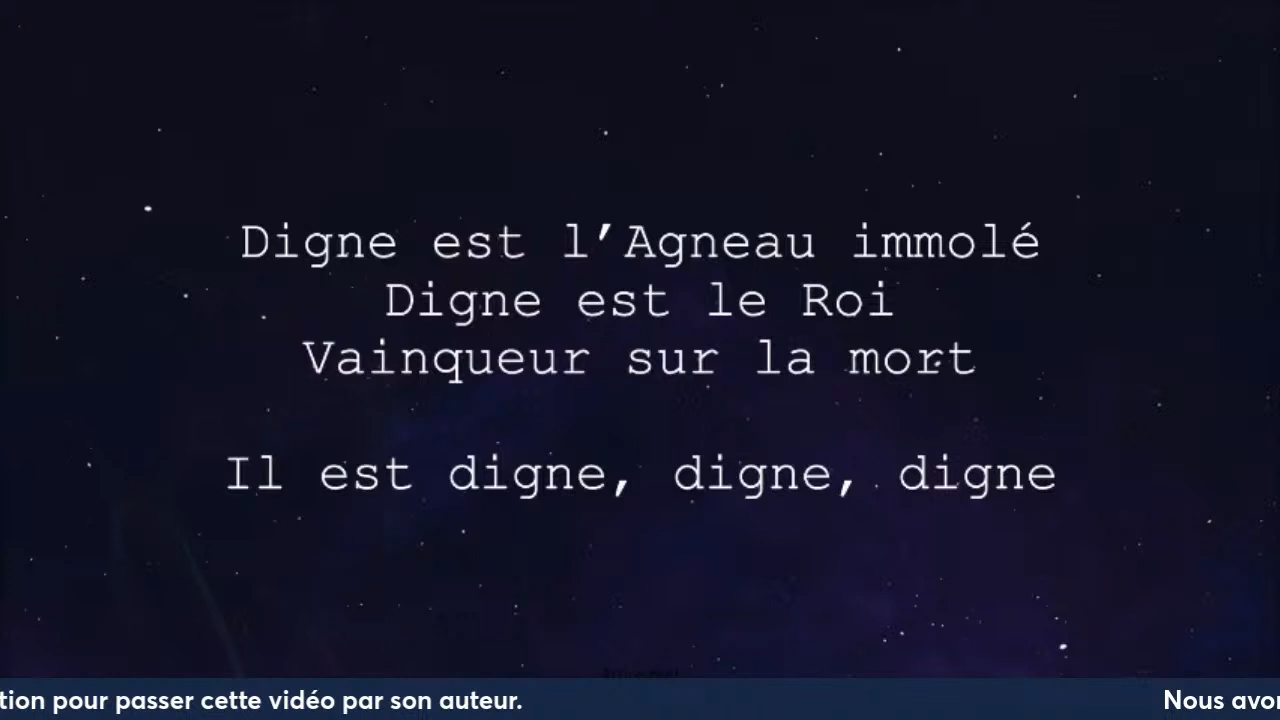 Digne est l’Agneau immolé
Digne est le Roi
Vainqueur sur la mort
Il est digne, digne, digne
tion pour passer cette vidéo par son auteur. Nous avo